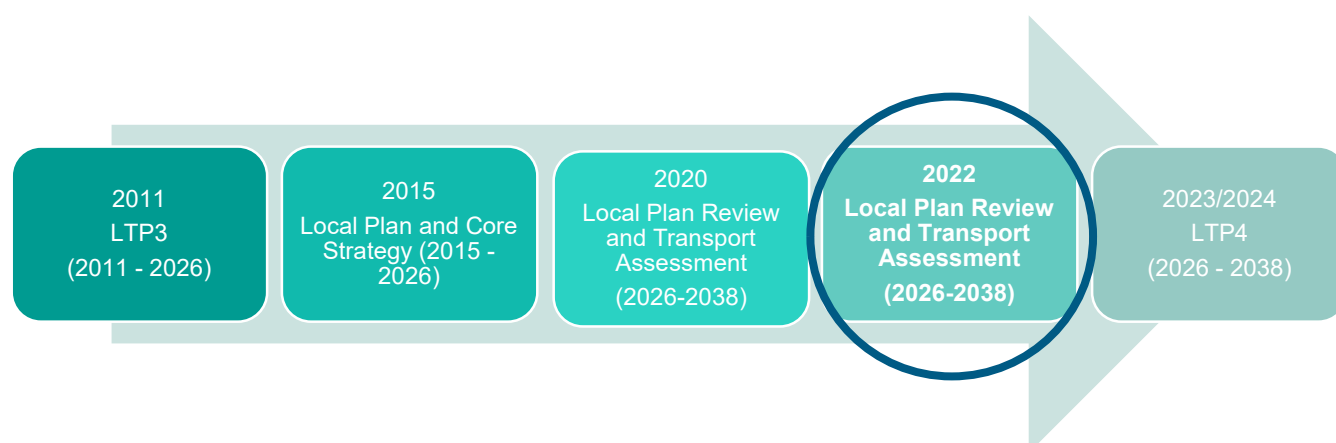 2011
LTP3
(2011 - 2026)
2015
Local Plan and Core
Strategy (2015 -
2026)
2020
Local Plan Review
and Transport
Assessment
(2026-2038)
2022
Local Plan Review
and Transport
Assessment
(2026-2038)
2023/2024
LTP4
(2026 - 2038)